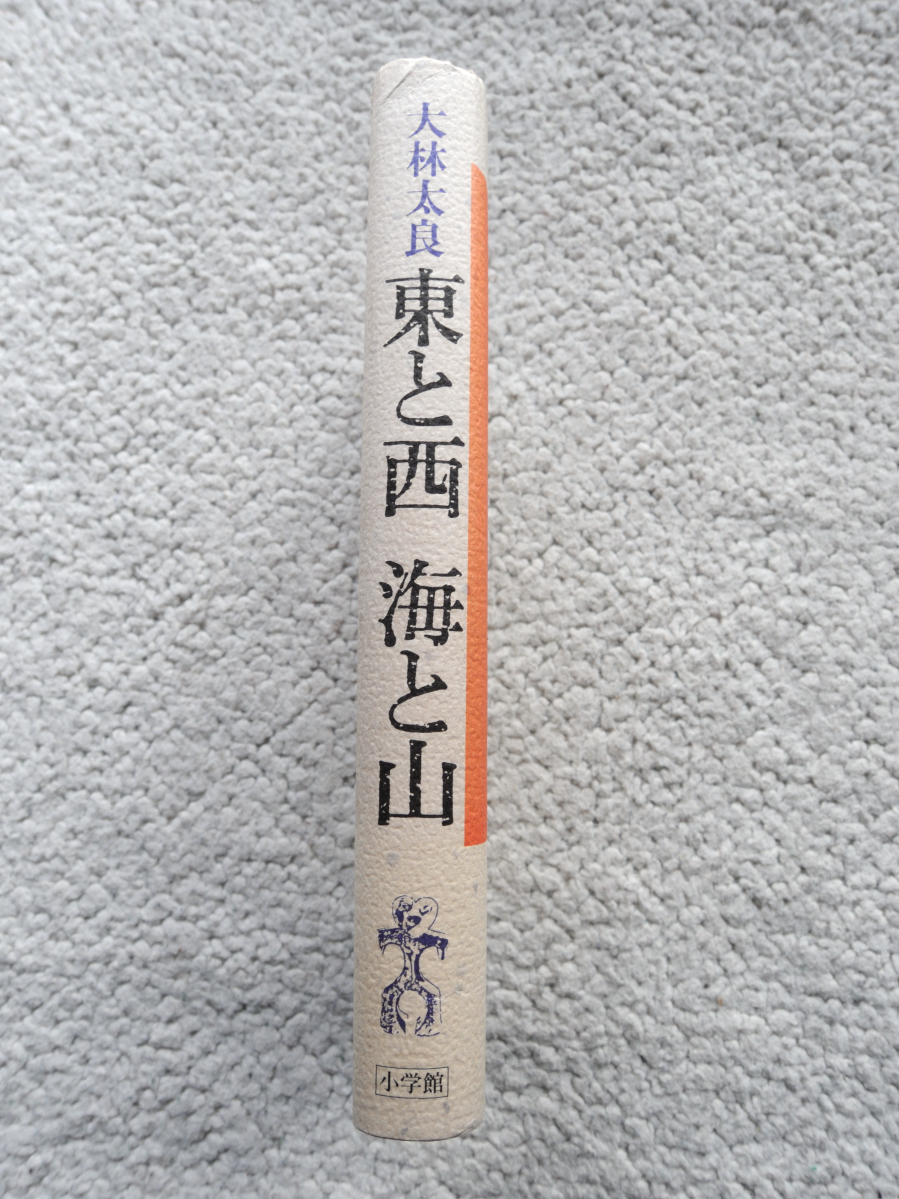 大林太良
東と西 海と山
小学館